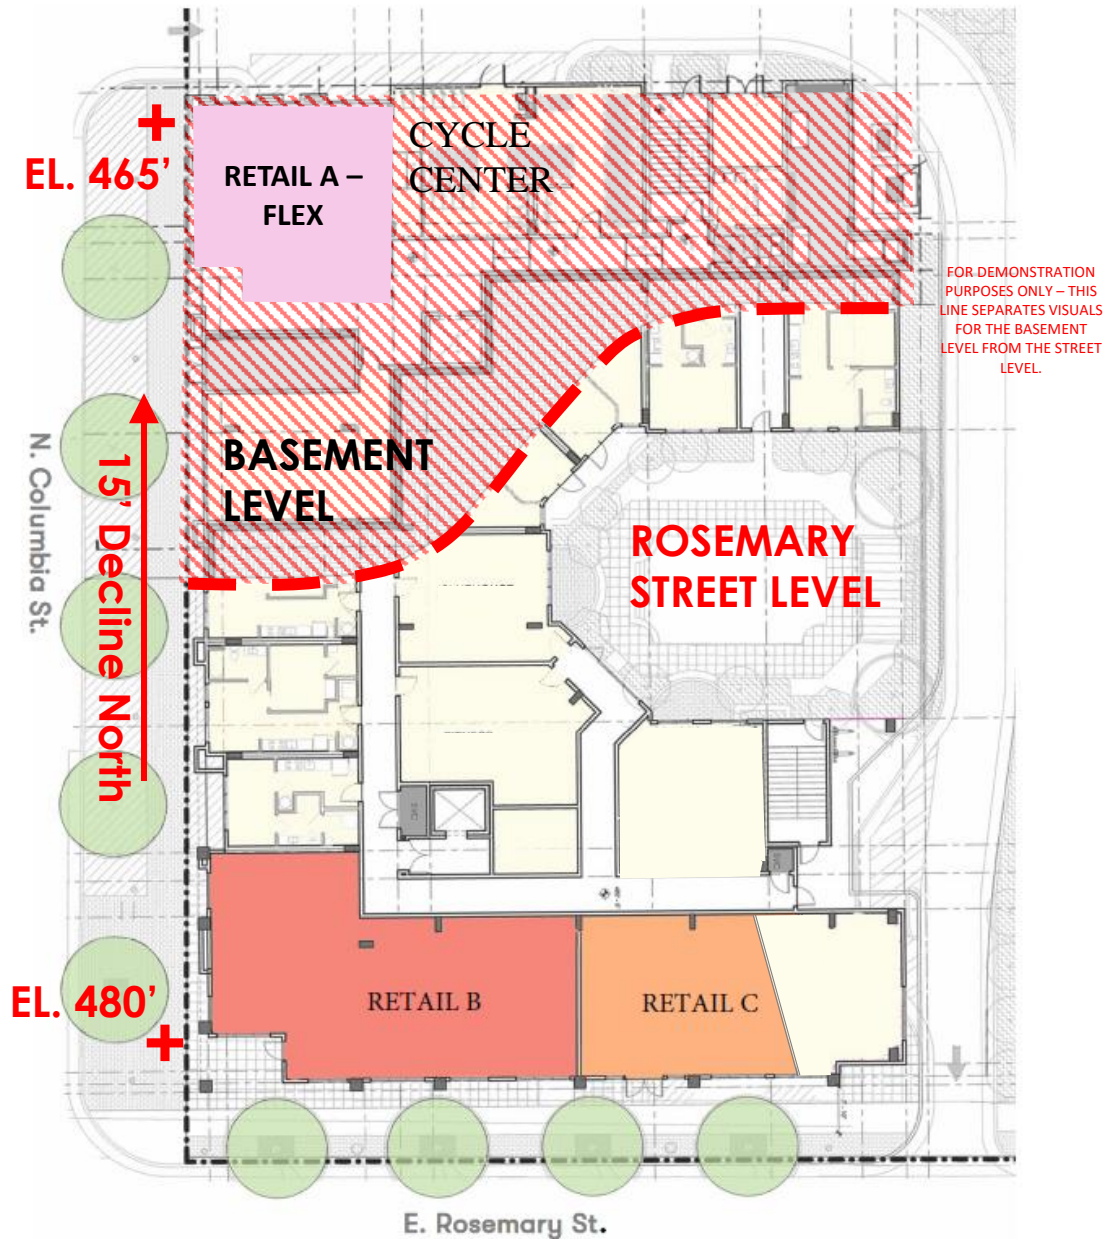 EL. 465’
RETAIL A –
FLEX
CYCLE
CENTER
FOR DEMONSTRATION
PURPOSES ONLY – THIS
LINE SEPARATES VISUALS
FOR THE BASEMENT
LEVEL FROM THE STREET
LEVEL.
N. Columbia St.
15’ Decline North
BASEMENT
LEVEL
ROSEMARY
STREET LEVEL
SVC
SVC
EL. 480’
RETAIL B
RETAIL C
E. Rosemary St.